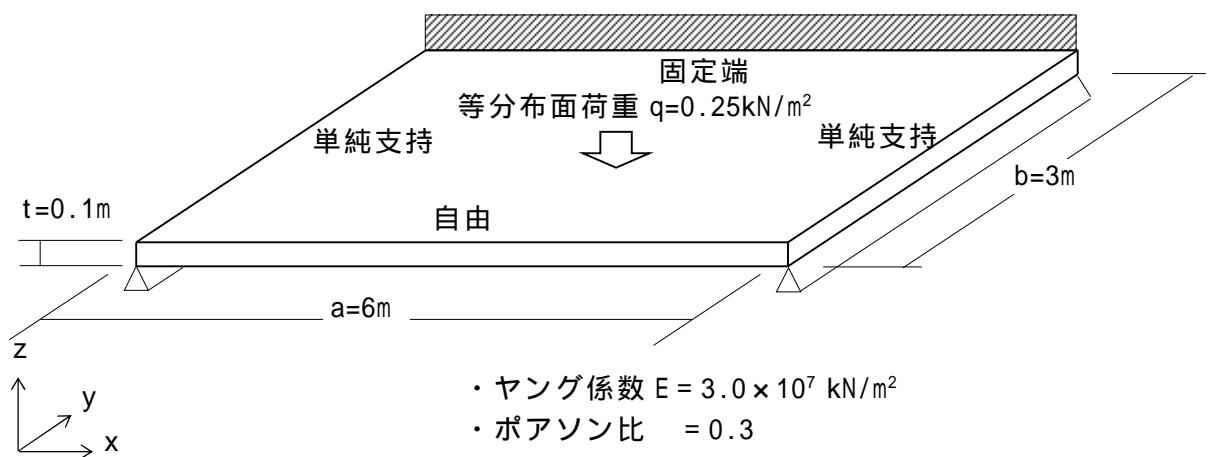 固定端
等分布面荷重 q=0.25kN/m²
単純支持
単純支持
b=3m
t=0.1m
自由
a=6m
z
y
x
・ヤング係数 E = 3.0×10⁷ kN/m²
・ポアソン比 = 0.3